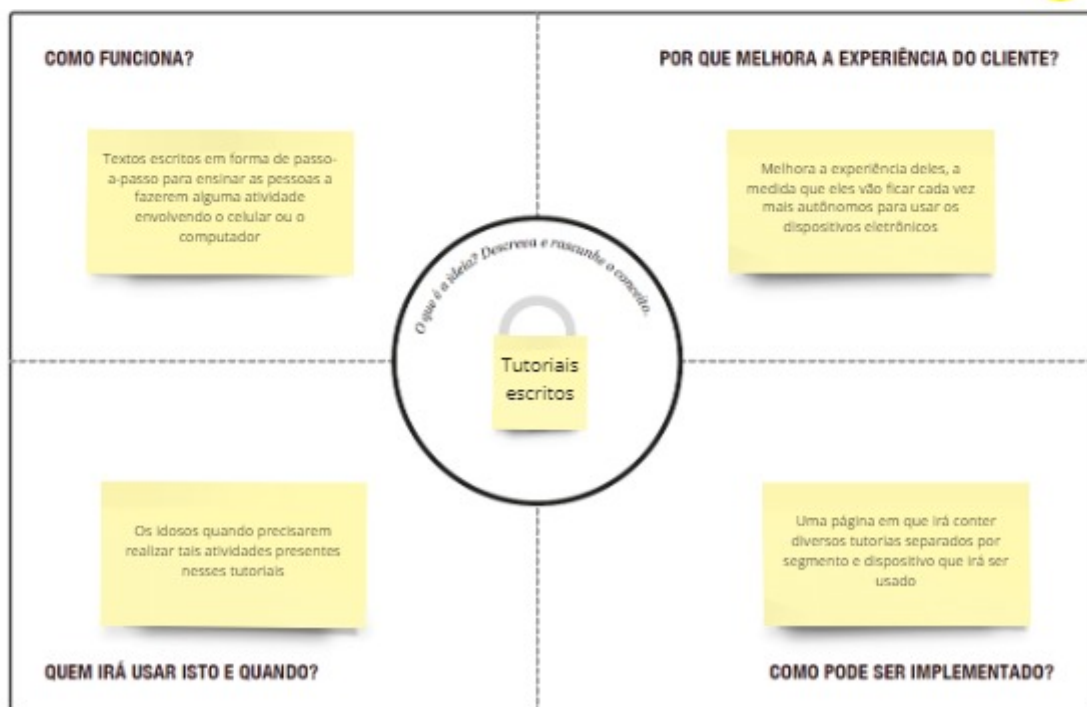 COMO FUNCIONA?
POR QUE MELHORA A EXPERIÊNCIA DO CLIENTE?
Textos escritos em forma de passo-
a-passo para ensinar as pessoas a
fazerem alguma atividade
envolvendo o celular ou o
computador
Melhora a experiência deles, a
medida que eles vão ficar cada vez
mais autônomos para usar os
dispositivos eletrônicos
O que é a ideia? Descreva e rascunhe o conceito.
Tutoriais
escritos
Os idosos quando precisarem
realizar tais atividades presentes
nesses tutoriais
Uma página em que irá conter
diversos tutorias separados por
segmento e dispositivo que irá ser
usado
QUEM IRÁ USAR ISTO E QUANDO?
COMO PODE SER IMPLEMENTADO?